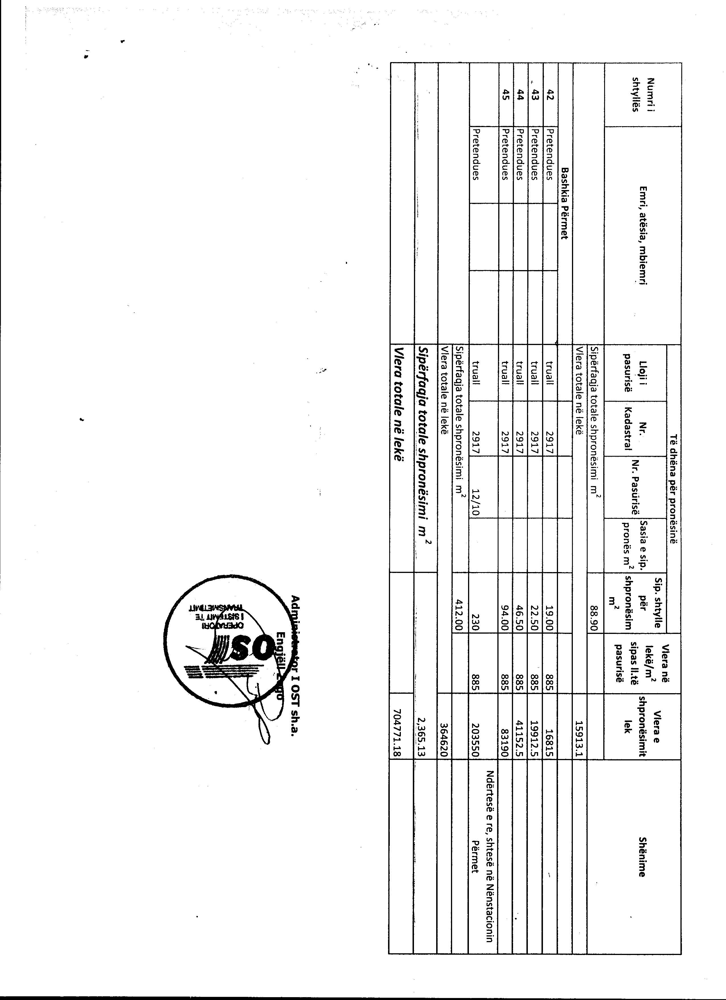 Të dhëna për pronësinë
Numri i shtyllës | Emri, atësia, mbiemri | Lloji i pasurisë | Nr. Kadastral | Nr. Pasurisë | Sasia e sip. pronës m² | Sip. shtylle për shpronësim m² | Vlera në lekë/m² sipas ll.të pasurisë | Vlera e shpronësimit lek | Shënime
Sipërfaqja totale shpronësimi m² 88.90
Vlera totale në lekë 15913.1
Bashkia Përmet
42 Pretendues truall 2917 19.00 885 16815
43 Pretendues truall 2917 22.50 885 19912.5
44 Pretendues truall 2917 46.50 885 41152.5
45 Pretendues truall 2917 94.00 885 83190
Pretendues truall 2917 12/10 230 885 203550 Ndërtesë e re, shtesë në Nënstacionin Përmet
Sipërfaqja totale shpronësimi m² 412.00
Vlera totale në lekë 364620
Sipërfaqja totale shpronësimi m² 2,365.13
Vlera totale në lekë 704771.18
Administrator I OST sh.a.
Engjëll Zego
OS
OPERATORI
I SISTEMIT TË
TRANSMETIMIT